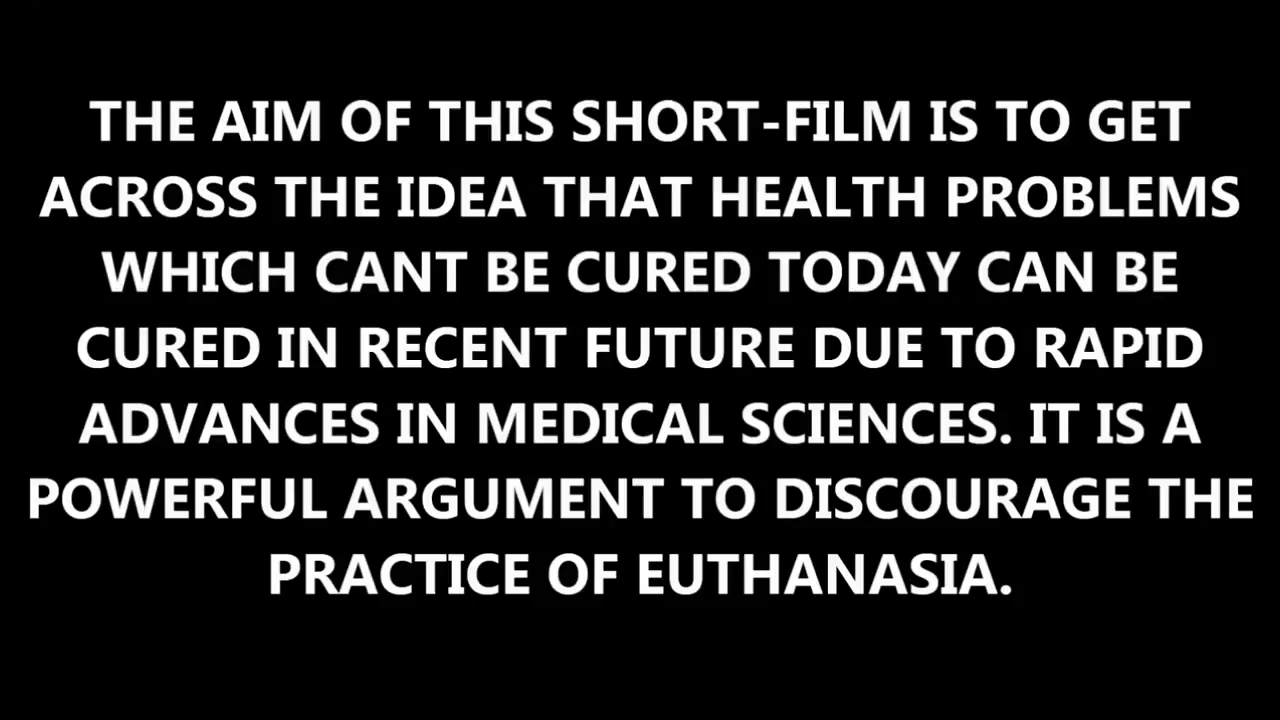 THE AIM OF THIS SHORT-FILM IS TO GET
ACROSS THE IDEA THAT HEALTH PROBLEMS
WHICH CANT BE CURED TODAY CAN BE
CURED IN RECENT FUTURE DUE TO RAPID
ADVANCES IN MEDICAL SCIENCES. IT IS A
POWERFUL ARGUMENT TO DISCOURAGE THE
PRACTICE OF EUTHANASIA.